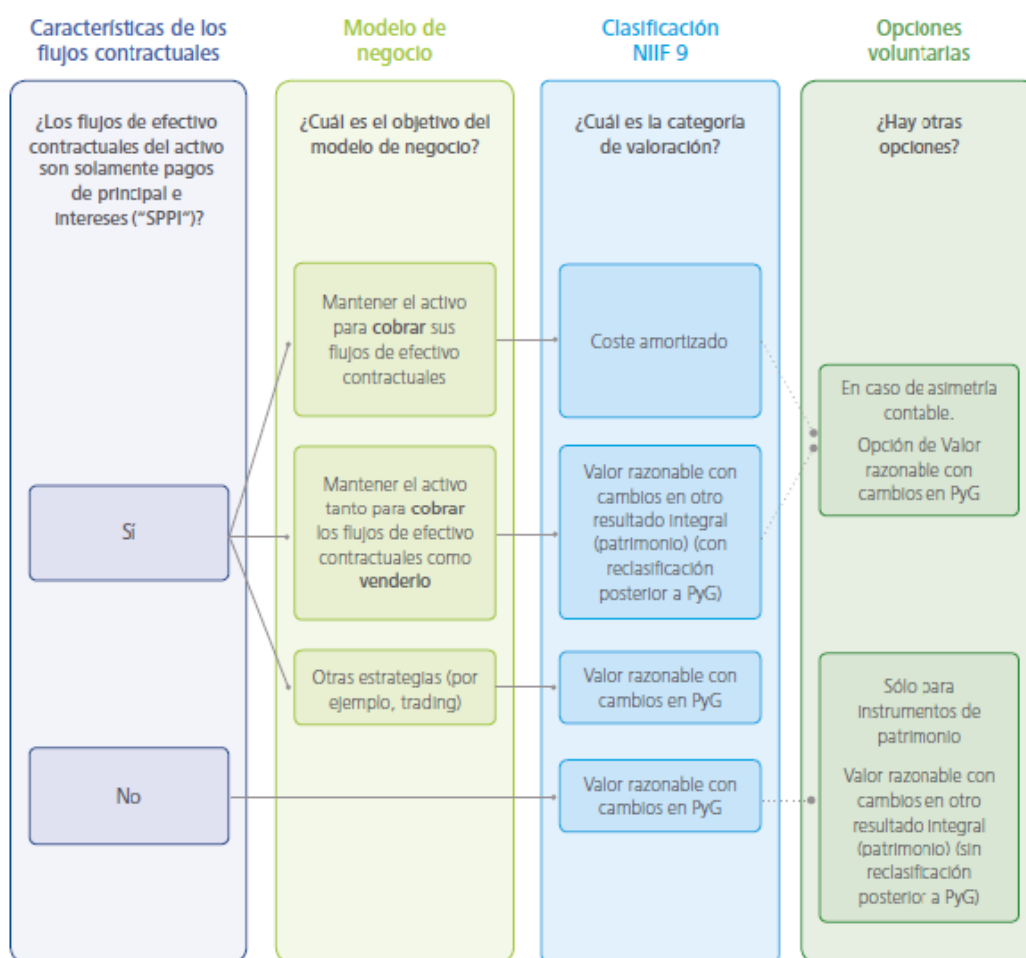 Características de los
flujos contractuales
Modelo de
negocio
Clasificación
NIIF 9
Opciones
voluntarias
¿Los flujos de efectivo
contractuales del activo
son solamente pagos
de principal e
intereses (“SPPI”)?
¿Cuál es el objetivo del
modelo de negocio?
¿Cuál es la categoría
de valoración?
¿Hay otras
opciones?
Mantener el activo
para cobrar sus
flujos de efectivo
contractuales
Coste amortizado
En caso de asimetría
contable.
Opción de Valor
razonable con
cambios en PyG
Sí
Mantener el activo
tanto para cobrar
los flujos de efectivo
contractuales como
venderlo
Valor razonable con
cambios en otro
resultado integral
(patrimonio) (con
reclasificación
posterior a PyG)
Otras estrategias (por
ejemplo, trading)
Valor razonable con
cambios en PyG
No
Valor razonable con
cambios en PyG
Sólo para
instrumentos de
patrimonio
Valor razonable con
cambios en otro
resultado integral
(patrimonio) (sin
reclasificación
posterior a PyG)